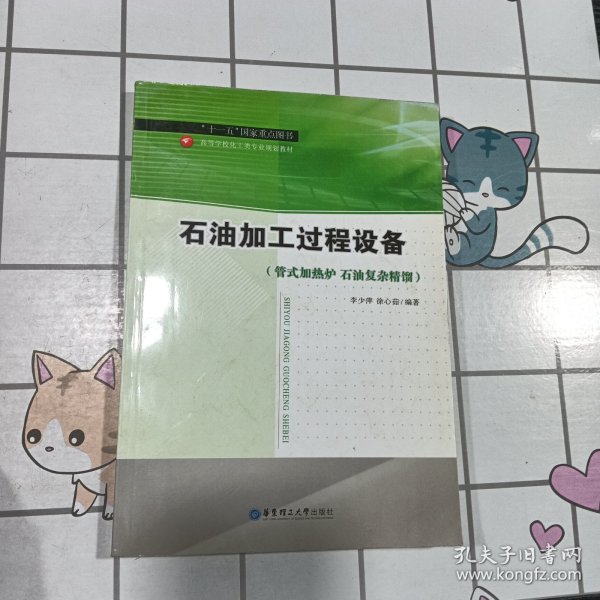 “十一五”国家重点图书
高等学校化工类专业规划教材
石油加工过程设备
（管式加热炉 石油复杂精馏）
李少萍 徐心茹/编著
SHIYOU JIAGONG GUOCHENG SHEBEI
华东理工大学出版社
孔夫子旧书网
www.kongfz.com